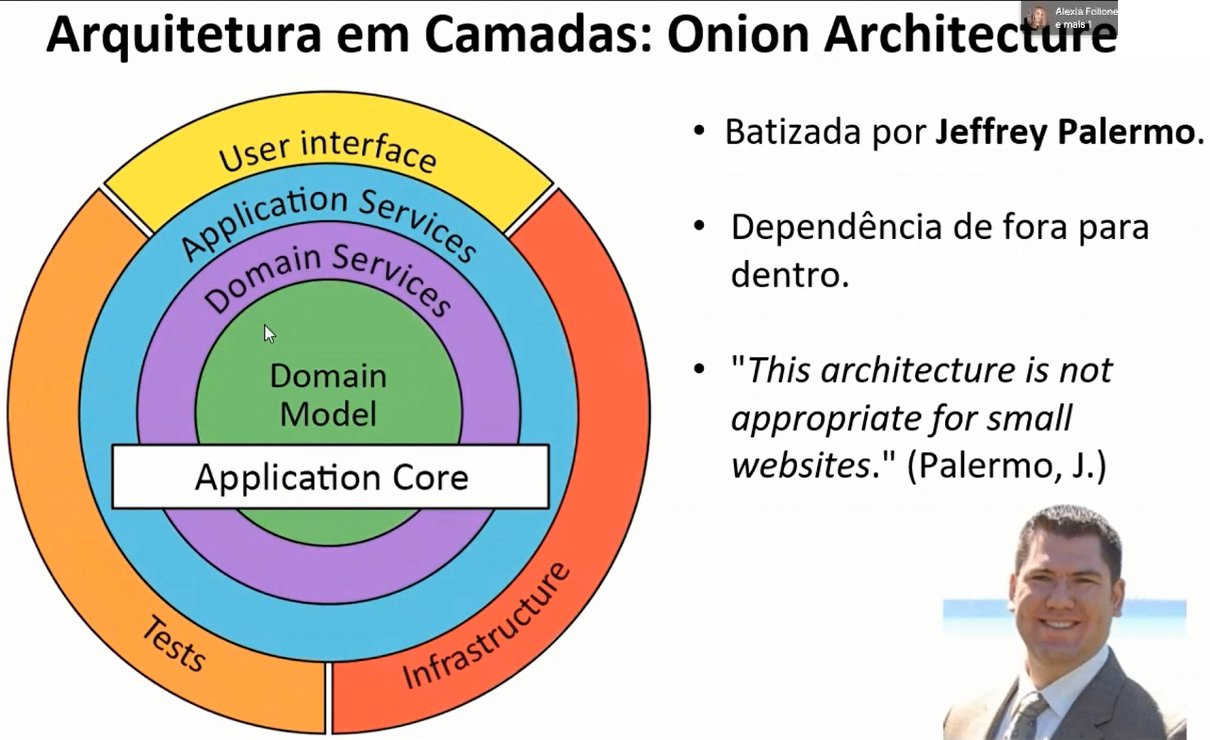 Arquitetura em Camadas: Onion Architecture
Alexia Folione
e mais 1
User interface
Application Services
Domain Services
Domain
Model
Application Core
Tests
Infrastructure
• Batizada por Jeffrey Palermo.
• Dependência de fora para
dentro.
• "This architecture is not
appropriate for small
websites." (Palermo, J.)